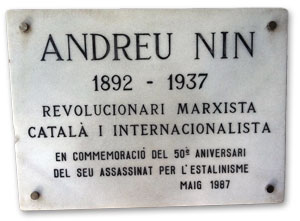 ANDREU NIN
1892 - 1937
REVOLUCIONARI MARXISTA
CATALÀ I INTERNACIONALISTA
EN COMMEMORACIÓ DEL 50è ANIVERSARI
DEL SEU ASSASSINAT PER L'ESTALINISME
MAIG 1987